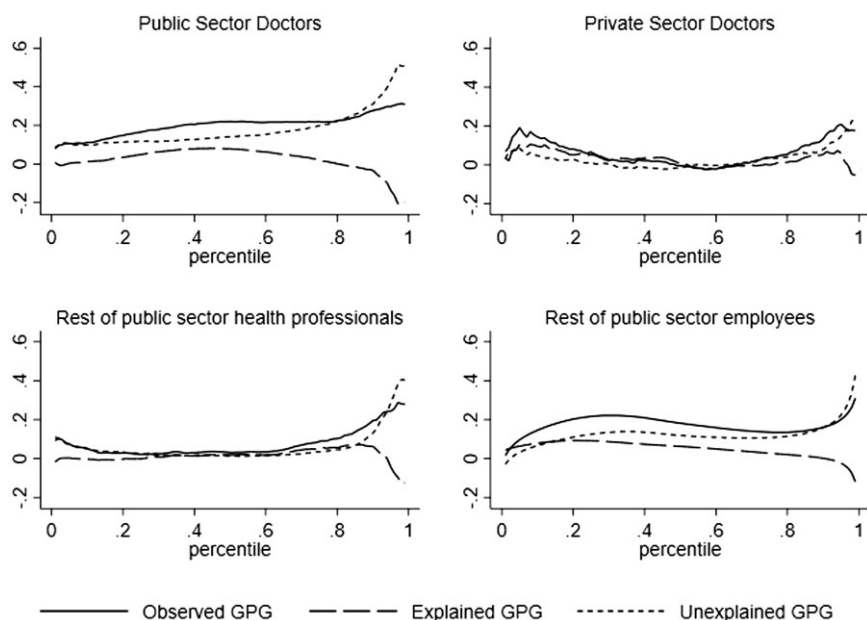 Public Sector Doctors
.6
.4
.2
0
-.2
0 .2 .4 .6 .8 1
percentile
Private Sector Doctors
.6
.4
.2
0
-.2
0 .2 .4 .6 .8 1
percentile
Rest of public sector health professionals
.6
.4
.2
0
-.2
0 .2 .4 .6 .8 1
percentile
Rest of public sector employees
.6
.4
.2
0
-.2
0 .2 .4 .6 .8 1
percentile
Observed GPG Explained GPG Unexplained GPG